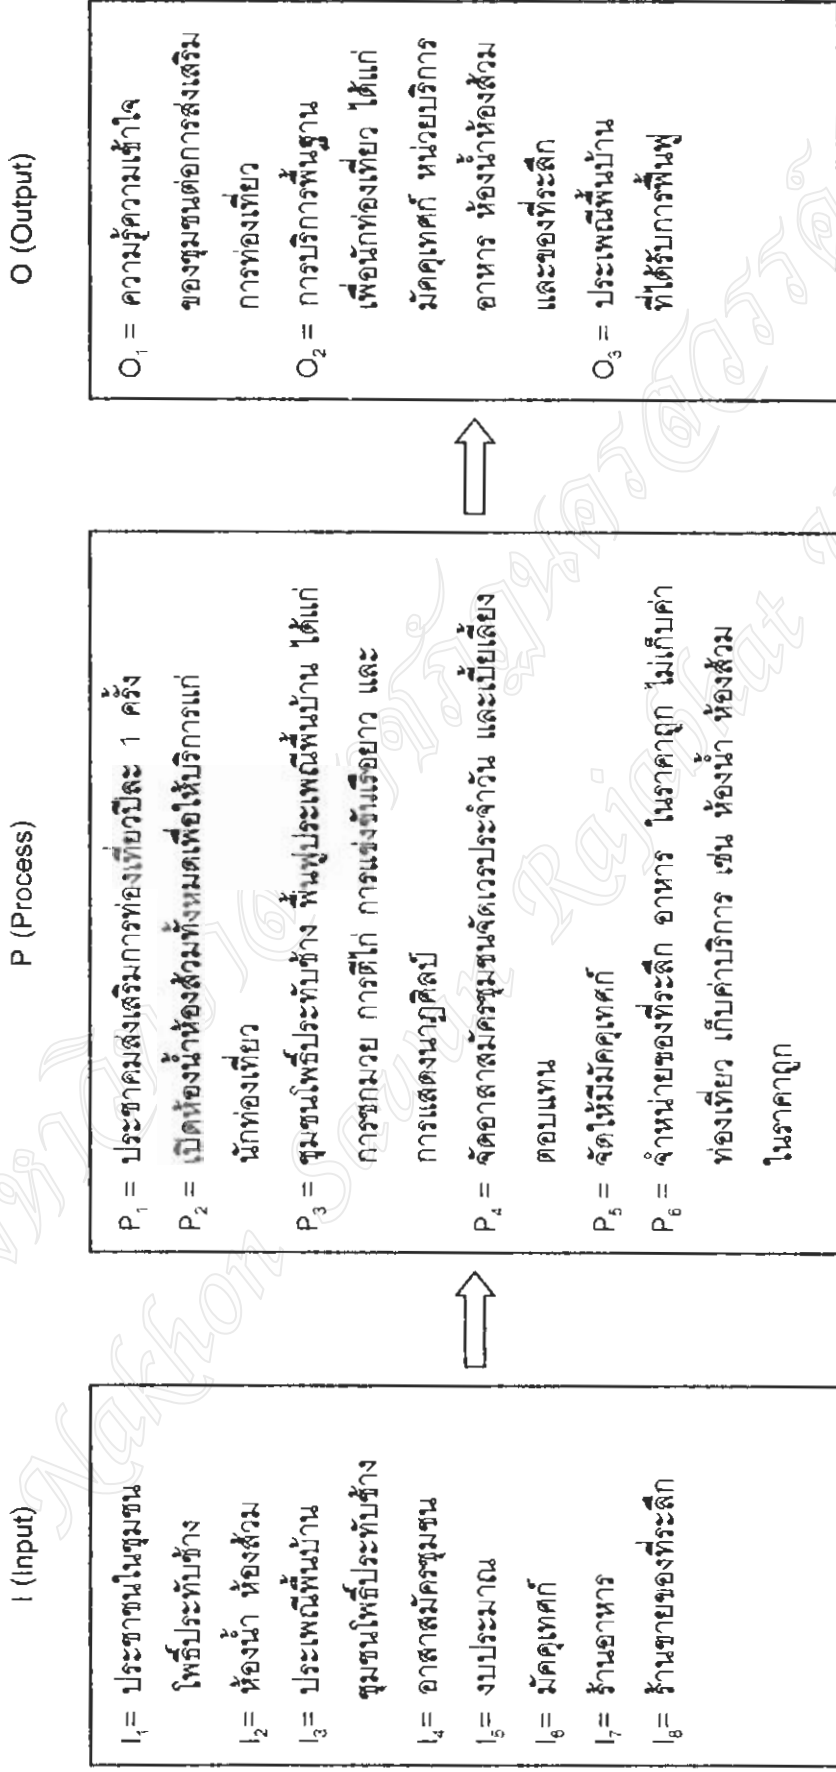 I (Input)
I₁= ประชาชนในชุมชน
โพธิ์ประทับช้าง
I₂= ห้องน้ำ ห้องส้วม
I₃= ประเพณีพื้นบ้าน
ชุมชนโพธิ์ประทับช้าง
I₄= อาสาสมัครชุมชน
I₅= งบประมาณ
I₆= มัคคุเทศก์
I₇= ร้านอาหาร
I₈= ร้านขายของที่ระลึก
P (Process)
P₁ = ประชาคมส่งเสริมการท่องเที่ยวปีละ 1 ครั้ง
P₂ = เปิดห้องน้ำห้องส้วมทั้งหมดเพื่อให้บริการแก่
นักท่องเที่ยว
P₃ = ชุมชนโพธิ์ประทับช้าง ฟื้นฟูประเพณีพื้นบ้าน ได้แก่
การชกมวย การตีไก่ การแข่งขันเรือยาว และ
การแสดงนาฏศิลป์
P₄ = จัดอาสาสมัครชุมชนจัดเวรประจำวัน และเบี้ยเลี้ยง
ตอบแทน
P₅ = จัดให้มีมัคคุเทศก์
P₆ = จำหน่ายของที่ระลึก อาหาร ในราคาถูก ไม่เก็บค่า
ท่องเที่ยว เก็บค่าบริการ เช่น ห้องน้ำ ห้องส้วม
ในราคาถูก
O (Output)
O₁ = ความรู้ความเข้าใจ
ของชุมชนต่อการส่งเสริม
การท่องเที่ยว
O₂ = การบริการพื้นฐาน
เพื่อนักท่องเที่ยว ได้แก่
มัคคุเทศก์ หน่วยบริการ
อาหาร ห้องน้ำห้องส้วม
และของที่ระลึก
O₃ = ประเพณีพื้นบ้าน
ที่ได้รับการฟื้นฟู
Nakhon Sawan Rajabhat